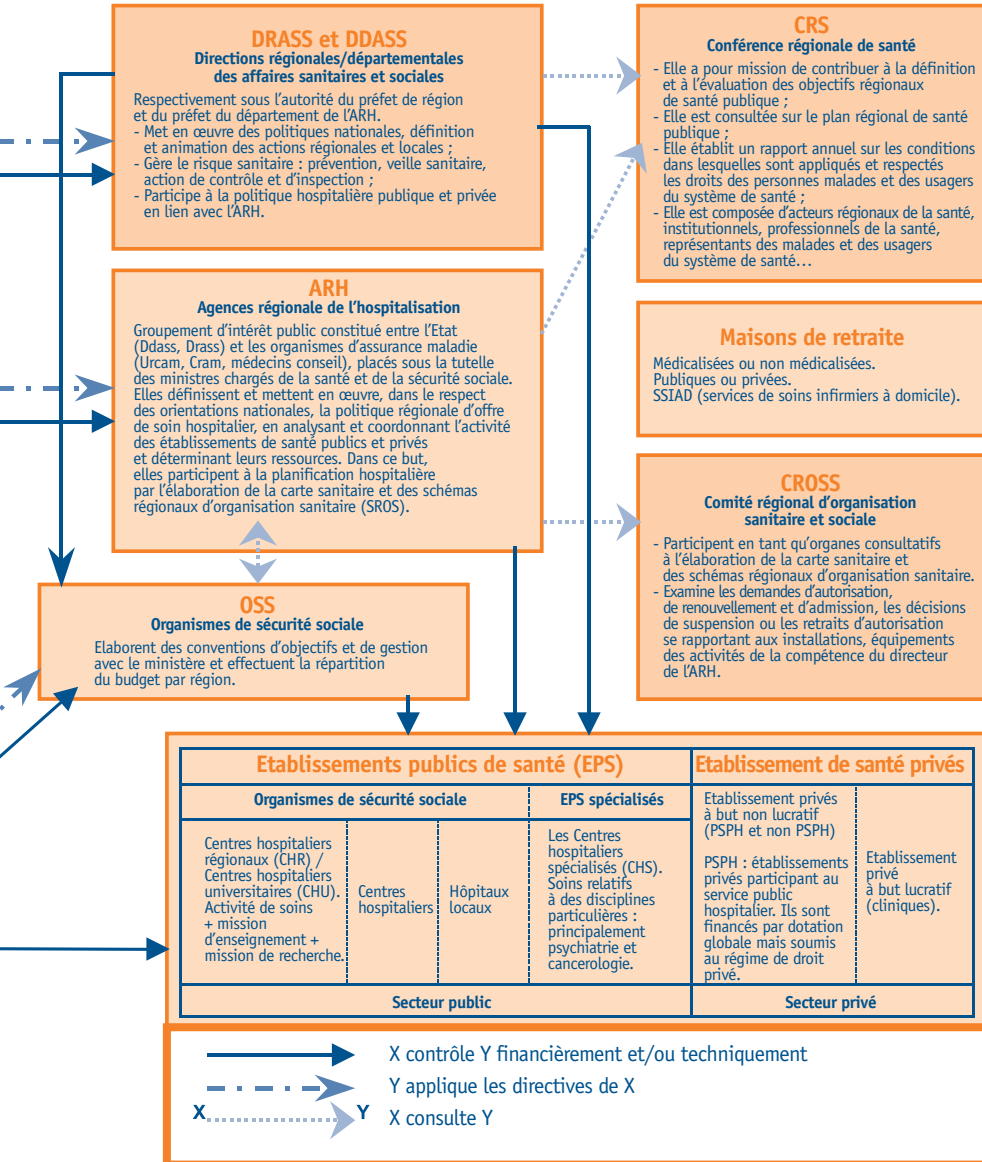 DRASS et DDASS
Directions régionales/départementales
des affaires sanitaires et sociales
Respectivement sous l'autorité du préfet de région
et du préfet du département de l'ARH.
- Met en œuvre des politiques nationales, définition
et animation des actions régionales et locales ;
- Gère le risque sanitaire : prévention, veille sanitaire,
action de contrôle et d'inspection ;
- Participe à la politique hospitalière publique et privée
en lien avec l'ARH.
CRS
Conférence régionale de santé
- Elle a pour mission de contribuer à la définition
et à l'évaluation des objectifs régionaux
de santé publique ;
- Elle est consultée sur le plan régional de santé
publique ;
- Elle établit un rapport annuel sur les conditions
dans lesquelles sont appliqués et respectés
les droits des personnes malades et des usagers
du système de santé ;
- Elle est composée d'acteurs régionaux de la santé,
institutionnels, professionnels de la santé,
représentants des malades et des usagers
du système de santé…
ARH
Agences régionale de l'hospitalisation
Groupement d'intérêt public constitué entre l'Etat
(Ddass, Drass) et les organismes d'assurance maladie
(Urcam, Cram, médecins conseil), placés sous la tutelle
des ministres chargés de la santé et de la sécurité sociale.
Elles définissent et mettent en œuvre, dans le respect
des orientations nationales, la politique régionale d'offre
de soin hospitalier, en analysant et coordonnant l'activité
des établissements de santé publics et privés
et déterminant leurs ressources. Dans ce but,
elles participent à la planification hospitalière
par l'élaboration de la carte sanitaire et des schémas
régionaux d'organisation sanitaire (SROS).
Maisons de retraite
Médicalisées ou non médicalisées.
Publiques ou privées.
SSIAD (services de soins infirmiers à domicile).
CROSS
Comité régional d'organisation
sanitaire et sociale
- Participent en tant qu'organes consultatifs
à l'élaboration de la carte sanitaire et
des schémas régionaux d'organisation sanitaire.
- Examine les demandes d'autorisation,
de renouvellement et d'admission, les décisions
de suspension ou les retraits d'autorisation
se rapportant aux installations, équipements
des activités de la compétence du directeur
de l'ARH.
OSS
Organismes de sécurité sociale
Elaborent des conventions d'objectifs et de gestion
avec le ministère et effectuent la répartition
du budget par région.
Etablissements publics de santé (EPS)
Etablissement de santé privés
Organismes de sécurité sociale
EPS spécialisés
Centres hospitaliers
régionaux (CHR) /
Centres hospitaliers
universitaires (CHU).
Activité de soins
+ mission
d'enseignement +
mission de recherche.
Centres
hospitaliers
Hôpitaux
locaux
Les Centres
hospitaliers
spécialisés (CHS).
Soins relatifs
à des disciplines
particulières :
principalement
psychiatrie et
cancerologie.
Etablissement privés
à but non lucratif
(PSPH et non PSPH)
PSPH : établissements
privés participant au
service public
hospitalier. Ils sont
financés par dotation
globale mais soumis
au régime de droit
privé.
Etablissement
privé
à but lucratif
(cliniques).
Secteur public
Secteur privé
X contrôle Y financièrement et/ou techniquement
Y applique les directives de X
X Y X consulte Y